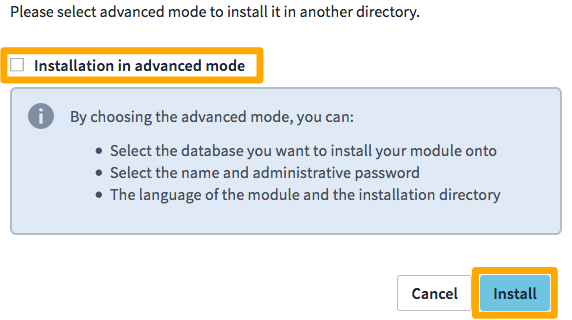 Please select advanced mode to install it in another directory.
Installation in advanced mode
By choosing the advanced mode, you can:
• Select the database you want to install your module onto
• Select the name and administrative password
• The language of the module and the installation directory
Cancel
Install